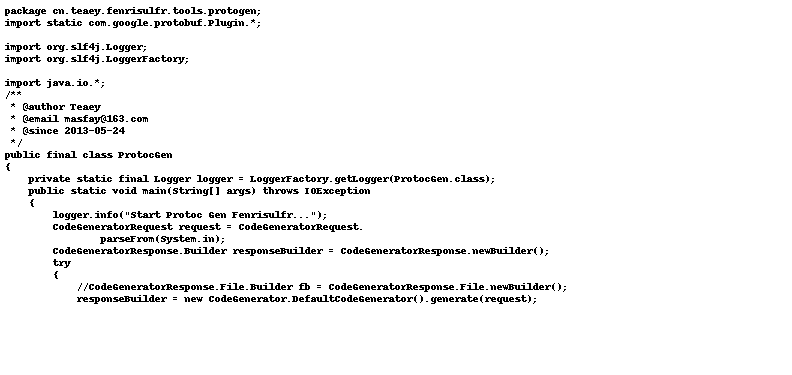 package cn.teaey.fenrisulfr.tools.protogen;
import static com.google.protobuf.Plugin.*;

import org.slf4j.Logger;
import org.slf4j.LoggerFactory;

import java.io.*;
/**
 * @author Teaey
 * @email masfay@163.com
 * @since 2013-05-24
 */
public final class ProtocGen
{
    private static final Logger logger = LoggerFactory.getLogger(ProtocGen.class);
    public static void main(String[] args) throws IOException
    {
        logger.info("Start Protoc Gen Fenrisulfr...");
        CodeGeneratorRequest request = CodeGeneratorRequest.
                parseFrom(System.in);
        CodeGeneratorResponse.Builder responseBuilder = CodeGeneratorResponse.newBuilder();
        try
        {
            //CodeGeneratorResponse.File.Builder fb = CodeGeneratorResponse.File.newBuilder();
            responseBuilder = new CodeGenerator.DefaultCodeGenerator().generate(request);